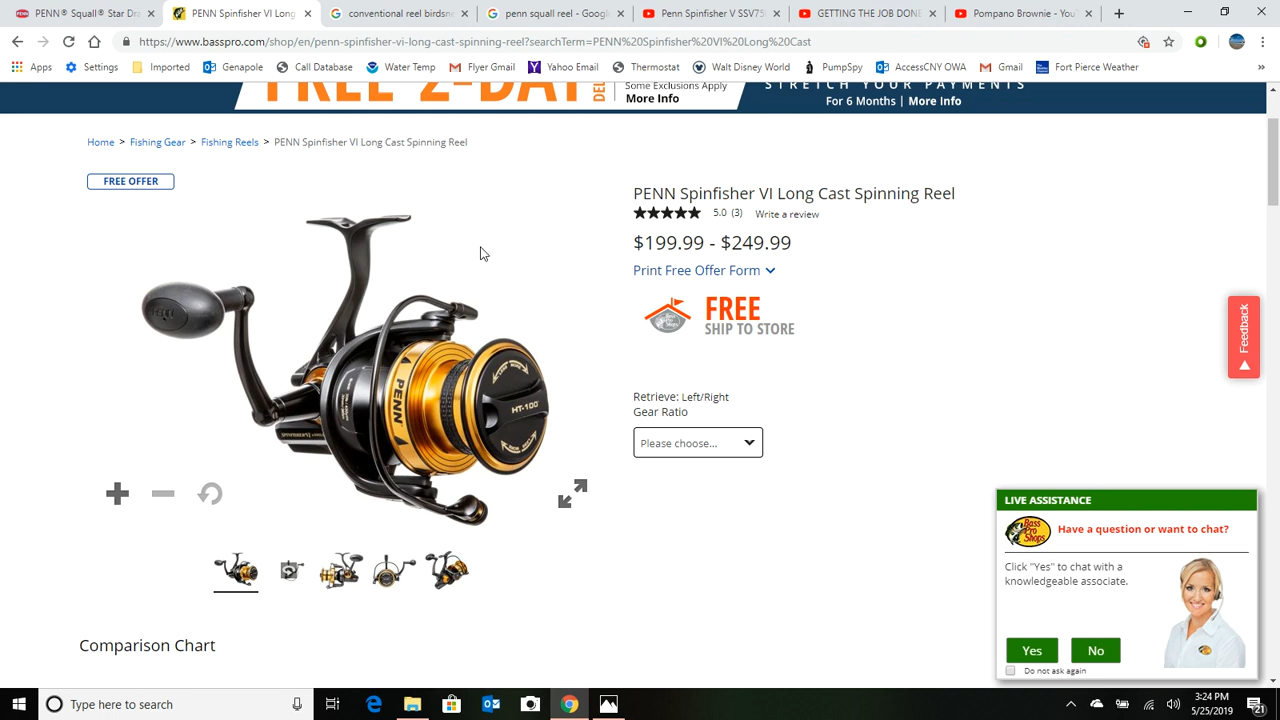 PENN® Squall® Star Dra
PENN Spinfisher VI Long
conventional reel birdsne
penn squall reel - Google
Penn Spinfisher V SSV75
GETTING THE JOB DONE
Pompano Brownie - You
https://www.basspro.com/shop/en/penn-spinfisher-vi-long-cast-spinning-reel?searchTerm=PENN%20Spinfisher%20VI%20Long%20Cast
Apps
Settings
Imported
Genapole
Call Database
Water Temp
Flyer Gmail
Yahoo Email
Thermostat
Walt Disney World
PumpSpy
AccessCNY OWA
Gmail
Fort Pierce Weather
FREE 2-DAY
DEL
Some Exclusions Apply
More Info
STRETCH YOUR PAYMENTS
For 6 Months | More Info
Home > Fishing Gear > Fishing Reels > PENN Spinfisher VI Long Cast Spinning Reel
FREE OFFER
PENN Spinfisher VI Long Cast Spinning Reel
5.0 (3) Write a review
$199.99 - $249.99
Print Free Offer Form
FREE
SHIP TO STORE
Feedback
Retrieve: Left/Right
Gear Ratio
Please choose...
PENN
HT-100
Comparison Chart
LIVE ASSISTANCE
Bass Pro Shops
Have a question or want to chat?
Click "Yes" to chat with a
knowledgeable associate.
Yes
No
Do not ask again
Type here to search
3:24 PM
5/25/2019
21